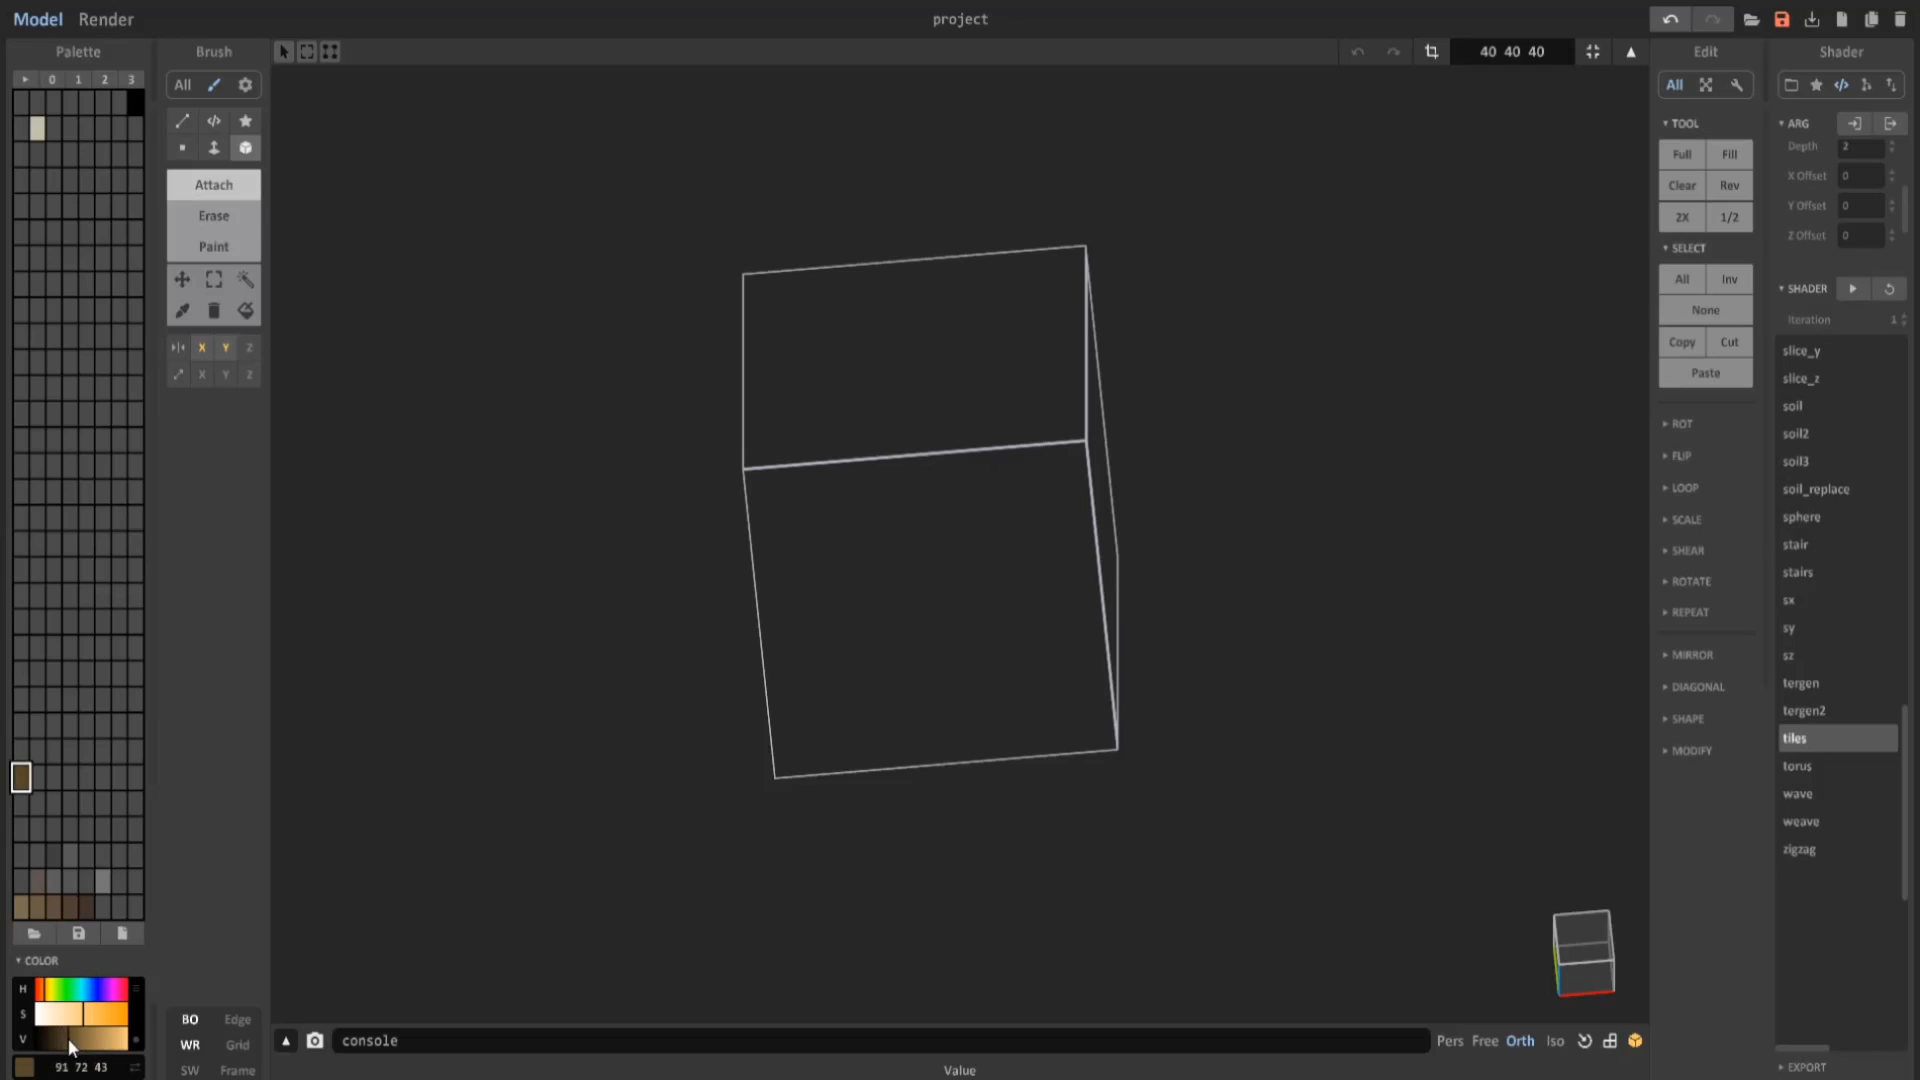 Model Render
project
Palette
Brush
40 40 40
Edit
Shader
0 1 2 3
All
All
TOOL
ARG
Full Fill
Depth 2
Clear Rev
X Offset 0
2X 1/2
Y Offset 0
Attach
Z Offset 0
Erase
SELECT
Paint
All Inv
SHADER
None
Iteration 1
Copy Cut
X Y Z
slice_y
Paste
X Y Z
slice_z
soil
ROT
soil2
FLIP
soil3
LOOP
soil_replace
SCALE
sphere
SHEAR
stair
ROTATE
stairs
REPEAT
sx
sy
MIRROR
sz
DIAGONAL
tergen
SHAPE
tergen2
MODIFY
tiles
torus
wave
weave
zigzag
COLOR
H
S
V
91 72 43
BO Edge
WR Grid
SW Frame
console
Pers Free Orth Iso
Value
EXPORT